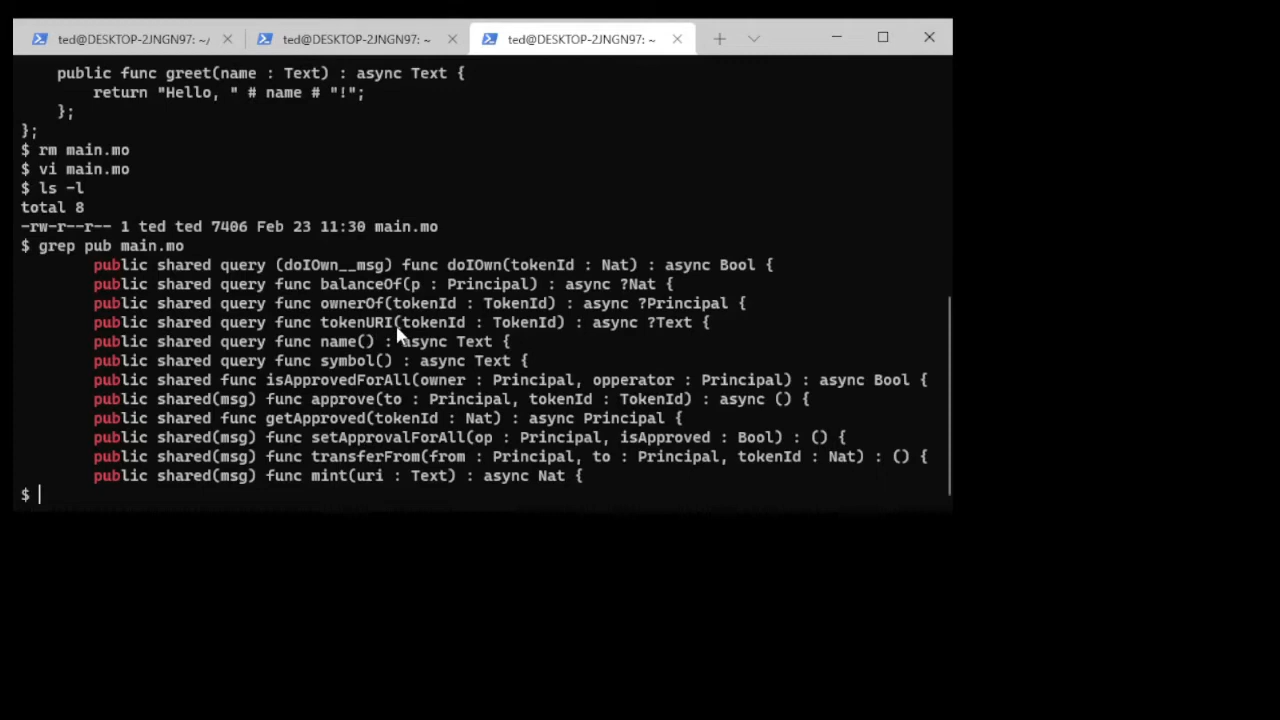 ted@DESKTOP-2JNGN97: ~/
ted@DESKTOP-2JNGN97: ~
ted@DESKTOP-2JNGN97: ~
public func greet(name : Text) : async Text {
return "Hello, " # name # "!";
};
};
$ rm main.mo
$ vi main.mo
$ ls -l
total 8
-rw-r--r-- 1 ted ted 7406 Feb 23 11:30 main.mo
$ grep pub main.mo
public shared query (doIOwn__msg) func doIOwn(tokenId : Nat) : async Bool {
public shared query func balanceOf(p : Principal) : async ?Nat {
public shared query func ownerOf(tokenId : TokenId) : async ?Principal {
public shared query func tokenURI(tokenId : TokenId) : async ?Text {
public shared query func name() : async Text {
public shared query func symbol() : async Text {
public shared func isApprovedForAll(owner : Principal, opperator : Principal) : async Bool {
public shared(msg) func approve(to : Principal, tokenId : TokenId) : async () {
public shared func getApproved(tokenId : Nat) : async Principal {
public shared(msg) func setApprovalForAll(op : Principal, isApproved : Bool) : () {
public shared(msg) func transferFrom(from : Principal, to : Principal, tokenId : Nat) : () {
public shared(msg) func mint(uri : Text) : async Nat {
$